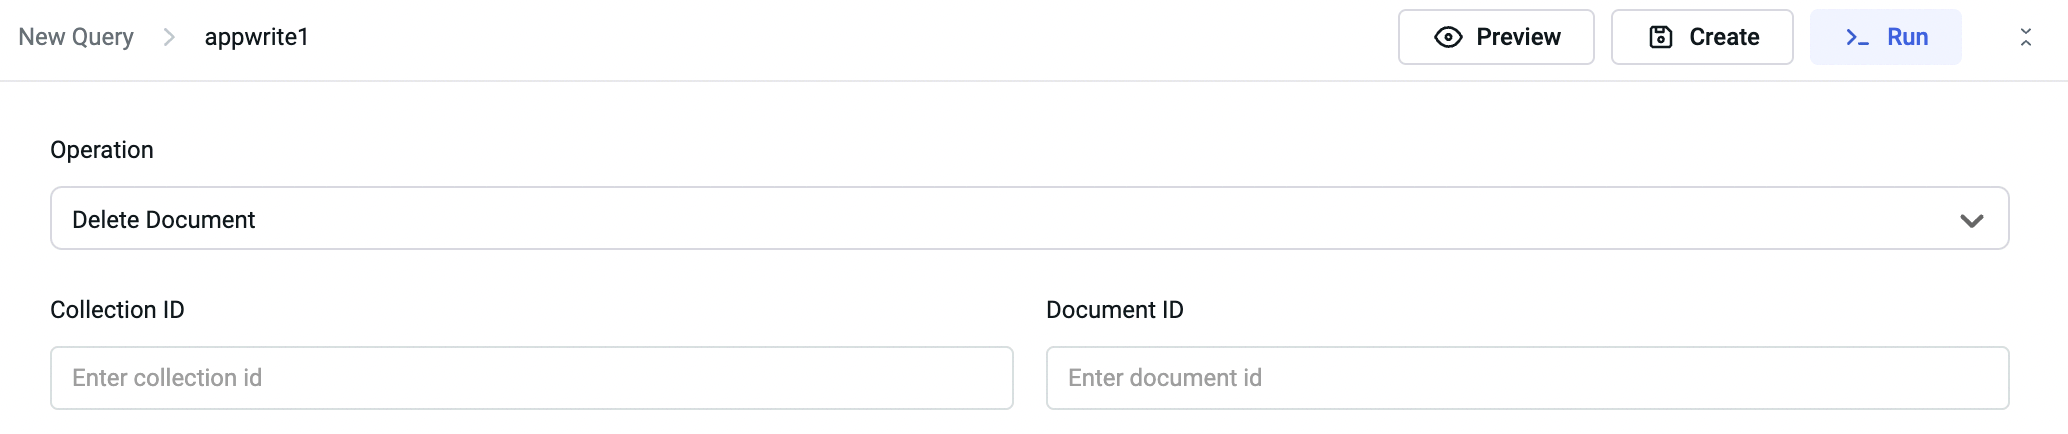 New Query > appwrite1 Preview Create Run
Operation
Delete Document
Collection ID Document ID
Enter collection id Enter document id